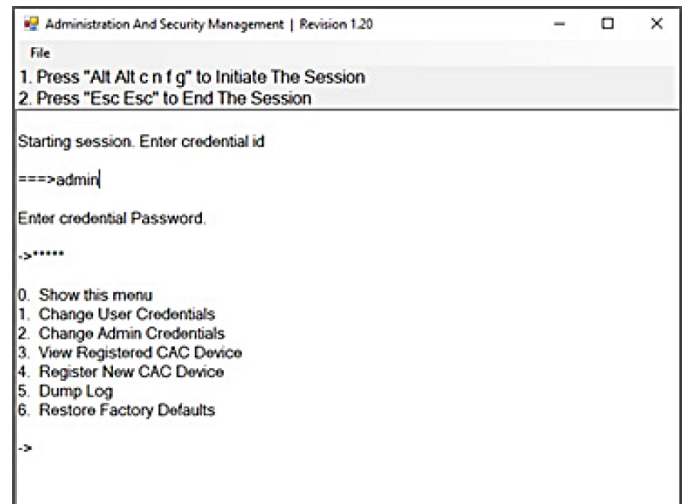 Administration And Security Management | Revision 1.20
File
1. Press "Alt Alt c n f g" to Initiate The Session
2. Press "Esc Esc" to End The Session
Starting session. Enter credential id
===>admin
Enter credential Password.
->*****
0. Show this menu
1. Change User Credentials
2. Change Admin Credentials
3. View Registered CAC Device
4. Register New CAC Device
5. Dump Log
6. Restore Factory Defaults
->